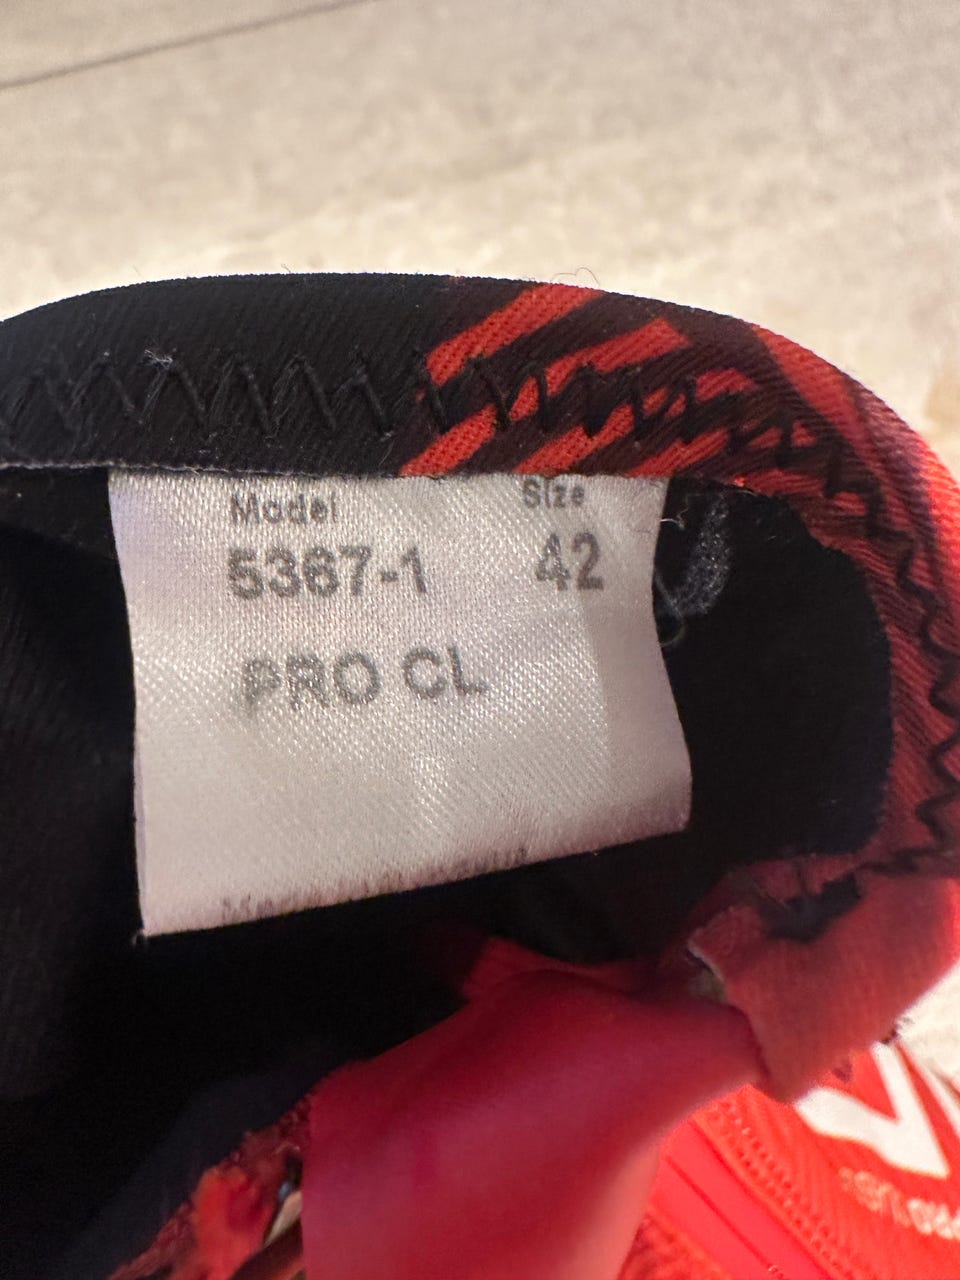 Model Size
5367-1 42
PRO CL